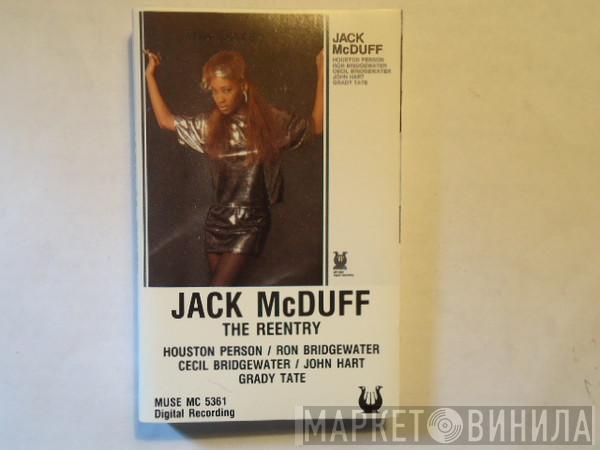 JACK
McDUFF
HOUSTON PERSON
RON BRIDGEWATER
CECIL BRIDGEWATER
JOHN HART
GRADY TATE
JACK McDUFF
THE REENTRY
HOUSTON PERSON / RON BRIDGEWATER
CECIL BRIDGEWATER / JOHN HART
GRADY TATE
MUSE MC 5361
Digital Recording
МАРКЕТ ВИНИЛА